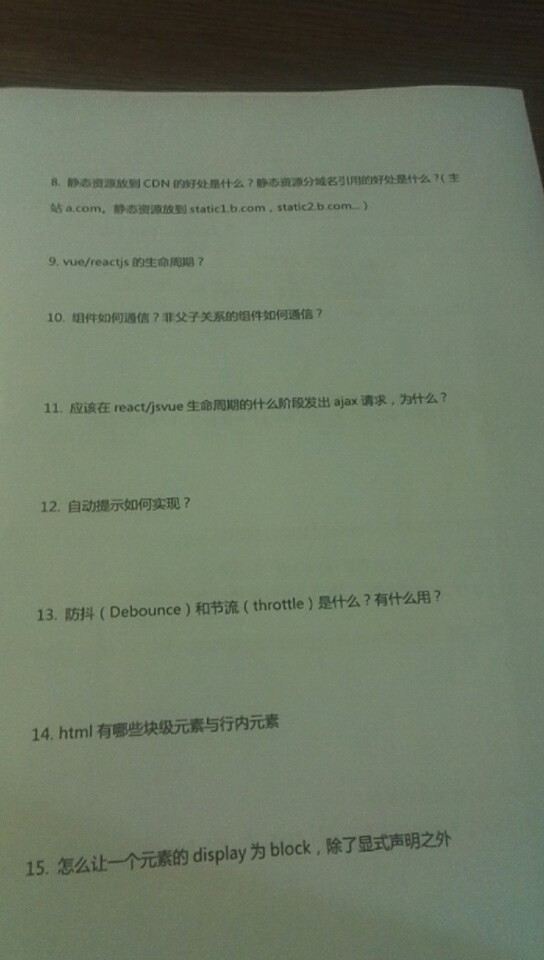 8. 静态资源放到 CDN 的好处是什么？静态资源分域名引用的好处是什么？(主
站 a.com，静态资源放到 static1.b.com，static2.b.com...）
9. vue/reactjs 的生命周期？
10. 组件如何通信？非父子关系的组件如何通信？
11. 应该在 react/jsvue 生命周期的什么阶段发出 ajax 请求，为什么？
12. 自动提示如何实现？
13. 防抖（Debounce）和节流（throttle）是什么？有什么用？
14. html 有哪些块级元素与行内元素
15. 怎么让一个元素的 display 为 block，除了显式声明之外